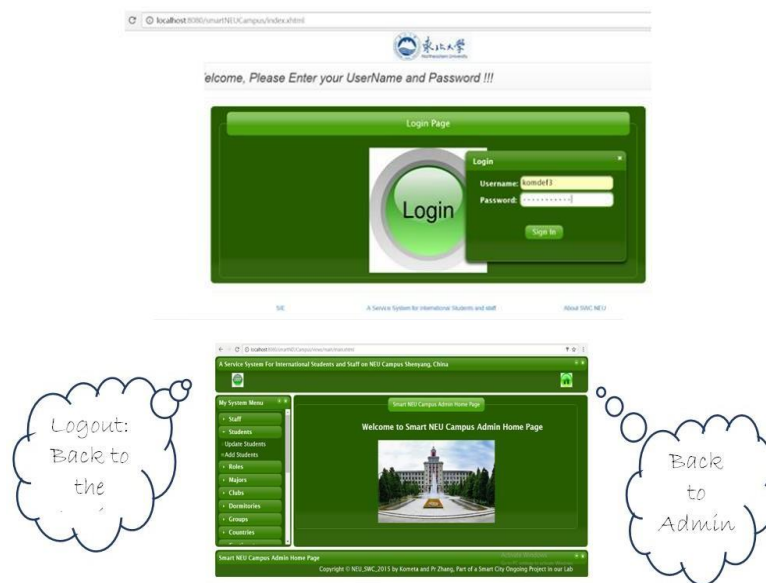 localhost:8080/smartNEUCampus/index.xhtml
東北大学
Northeastern University
elcome, Please Enter your UserName and Password !!!
Login Page
Login
Login
Username: komdef3
Password:
Sign In
SIE A Service System for International Students and staff About SWC NEU
A Service System For International Students and Staff on NEU Campus Shenyang, China
My System Menu
Staff
Students
Update Students
Add Students
Roles
Majors
Clubs
Dormitories
Groups
Countries
Smart NEU Campus Admin Home Page
Welcome to Smart NEU Campus Admin Home Page
Smart NEU Campus Admin Home Page
Copyright © NEU_SWC_2015 by Kometa and Pr Zhang, Part of a Smart City Ongoing Project in our Lab
Logout:
Back to
the
Back
to
Admin